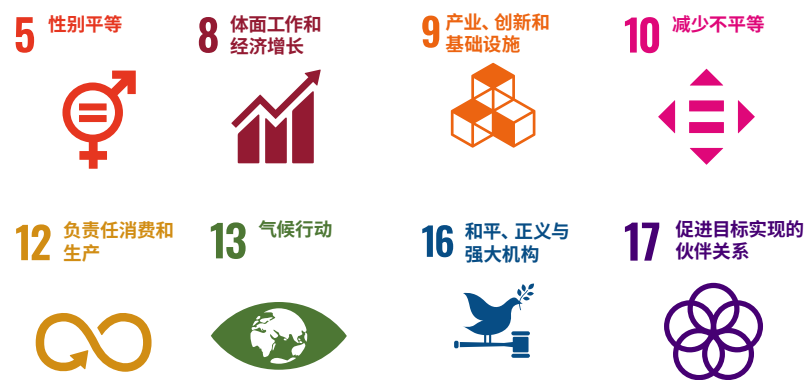 5 性别平等
8 体面工作和
经济增长
9 产业、创新和
基础设施
10 减少不平等
12 负责任消费和
生产
13 气候行动
16 和平、正义与
强大机构
17 促进目标实现的
伙伴关系